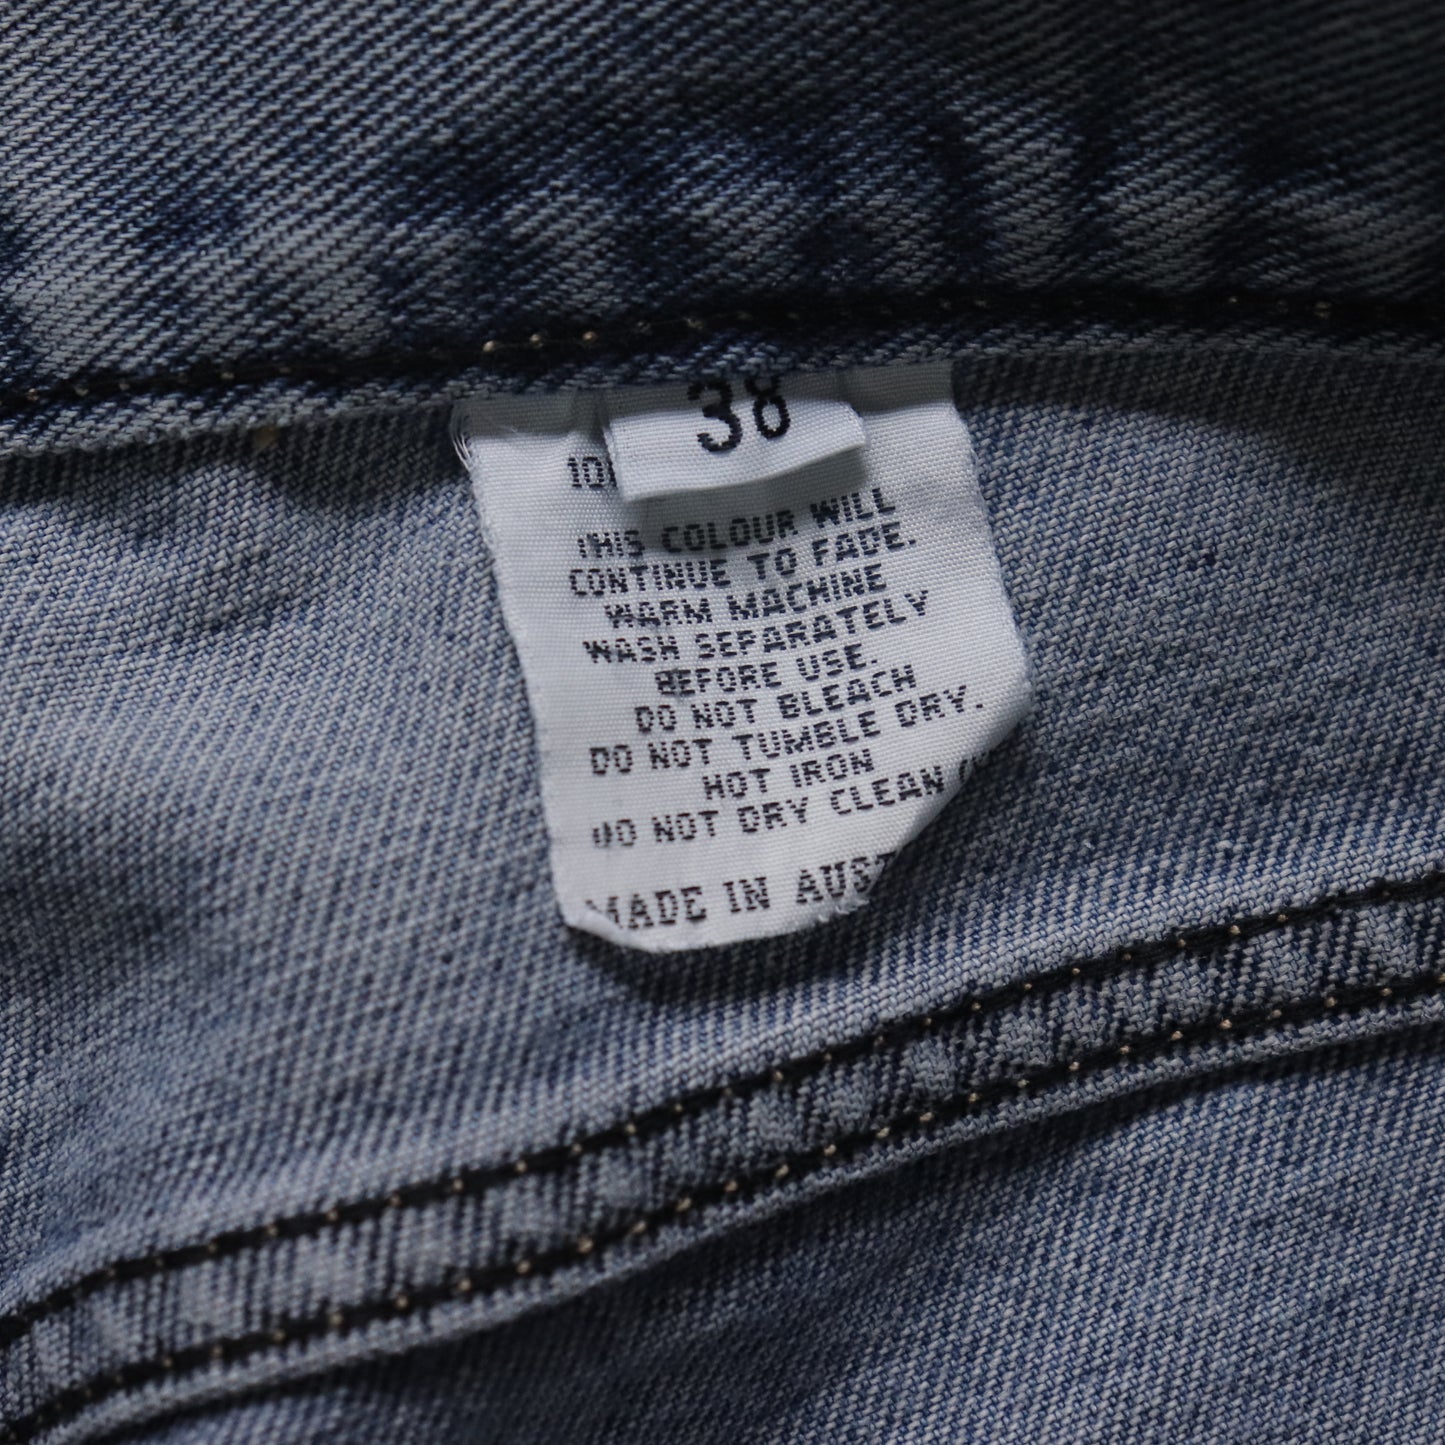 38
THIS COLOUR WILL
CONTINUE TO FADE.
WARM MACHINE
WASH SEPARATELY
BEFORE USE.
DO NOT BLEACH
DO NOT TUMBLE DRY.
HOT IRON
DO NOT DRY CLEAN
MADE IN AUST